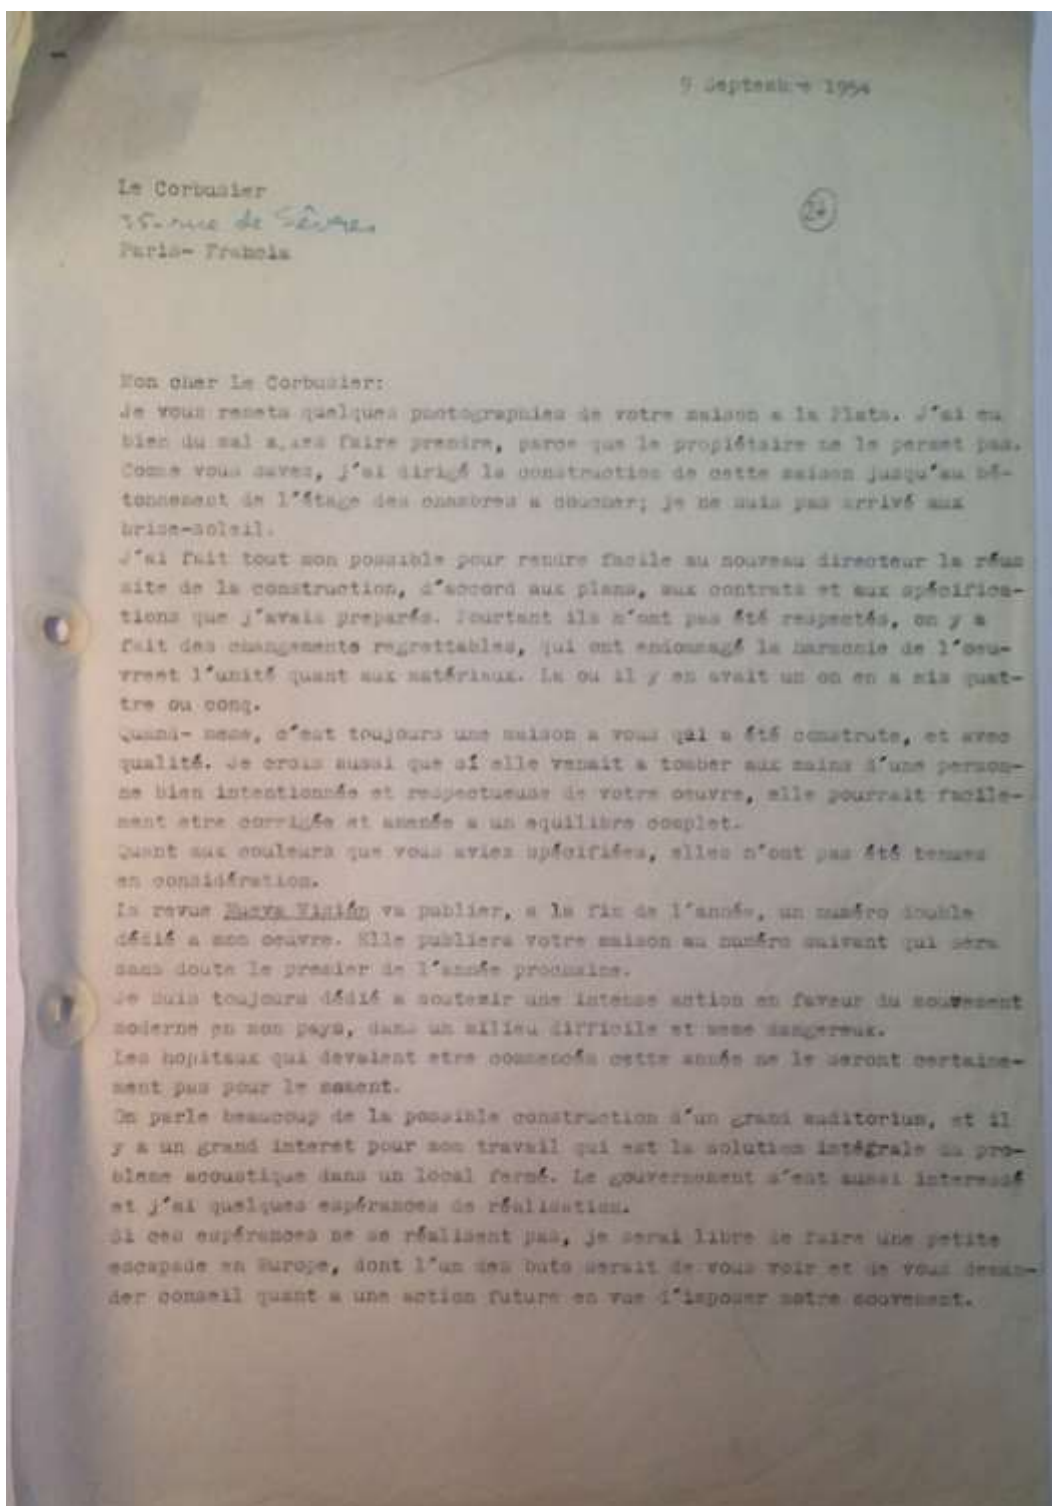 9 Septembre 1954
Le Corbusier
35-rue de Sèvres
Paris- Francia
Mon cher Le Corbusier:
Je vous remets quelques photographies de votre maison a la Plata. J'ai eu
bien du mal a les faire prendre, parce que le propiétaire ne le permet pas.
Comme vous savez, j'ai dirigé la construction de cette maison jusqu'au bé-
tonnement de l'étage des chambres a coucher; je ne suis pas arrivé aux
brise-soleil.
J'ai fait tout mon possible pour rendre facile au nouveau directeur la réus
site de la construction, d'accord aux plans, aux contrats et aux spécifica-
tions que j'avais preparés. Pourtant ils n'ont pas été respectés, on y a
fait des changements regrettables, qui ont endommagé la harmonie de l'oeu-
vreet l'unité quant aux matériaux. La ou il y en avait un on en a mis quat-
tre ou conq.
Quand- meme, c'est toujours une maison a vous qui a été construte, et avec
qualité. Je crois aussi que si elle venait a tomber aux mains d'une person-
ne bien intentionnée et respectueuse de votre oeuvre, elle pourrait facile-
ment etre corrigée et amenée a un equilibre complet.
Quant aux couleurs que vous aviez spécifiées, elles n'ont pas été tenues
en considération.
La revue Nueva Visión va publier, a la fin de l'année, un numéro double
dédié a mon oeuvre. Elle publiera votre maison au numéro suivant qui sera
sans doute le premier de l'année prochaine.
Je suis toujours dédié a soutenir une intense action en faveur du mouvement
moderne en mon pays, dans un milieu difficile et meme dangereux.
Les hopitaux qui devaient etre commencés cette année ne le seront certaine-
ment pas pour le moment.
On parle beaucoup de la possible construction d'un grand auditorium, et il
y a un grand interet pour mon travail qui est la solution intégrale du pro-
bleme acoustique dans un local fermé. Le gouvernement s'est aussi interessé
et j'ai quelques espérances de réalisation.
Si ces espérances ne se réalisent pas, je serai libre de faire une petite
escapade en Europe, dont l'un des buts serait de vous voir et de vous deman-
der conseil quant a une action future en vue d'imposer notre mouvement.